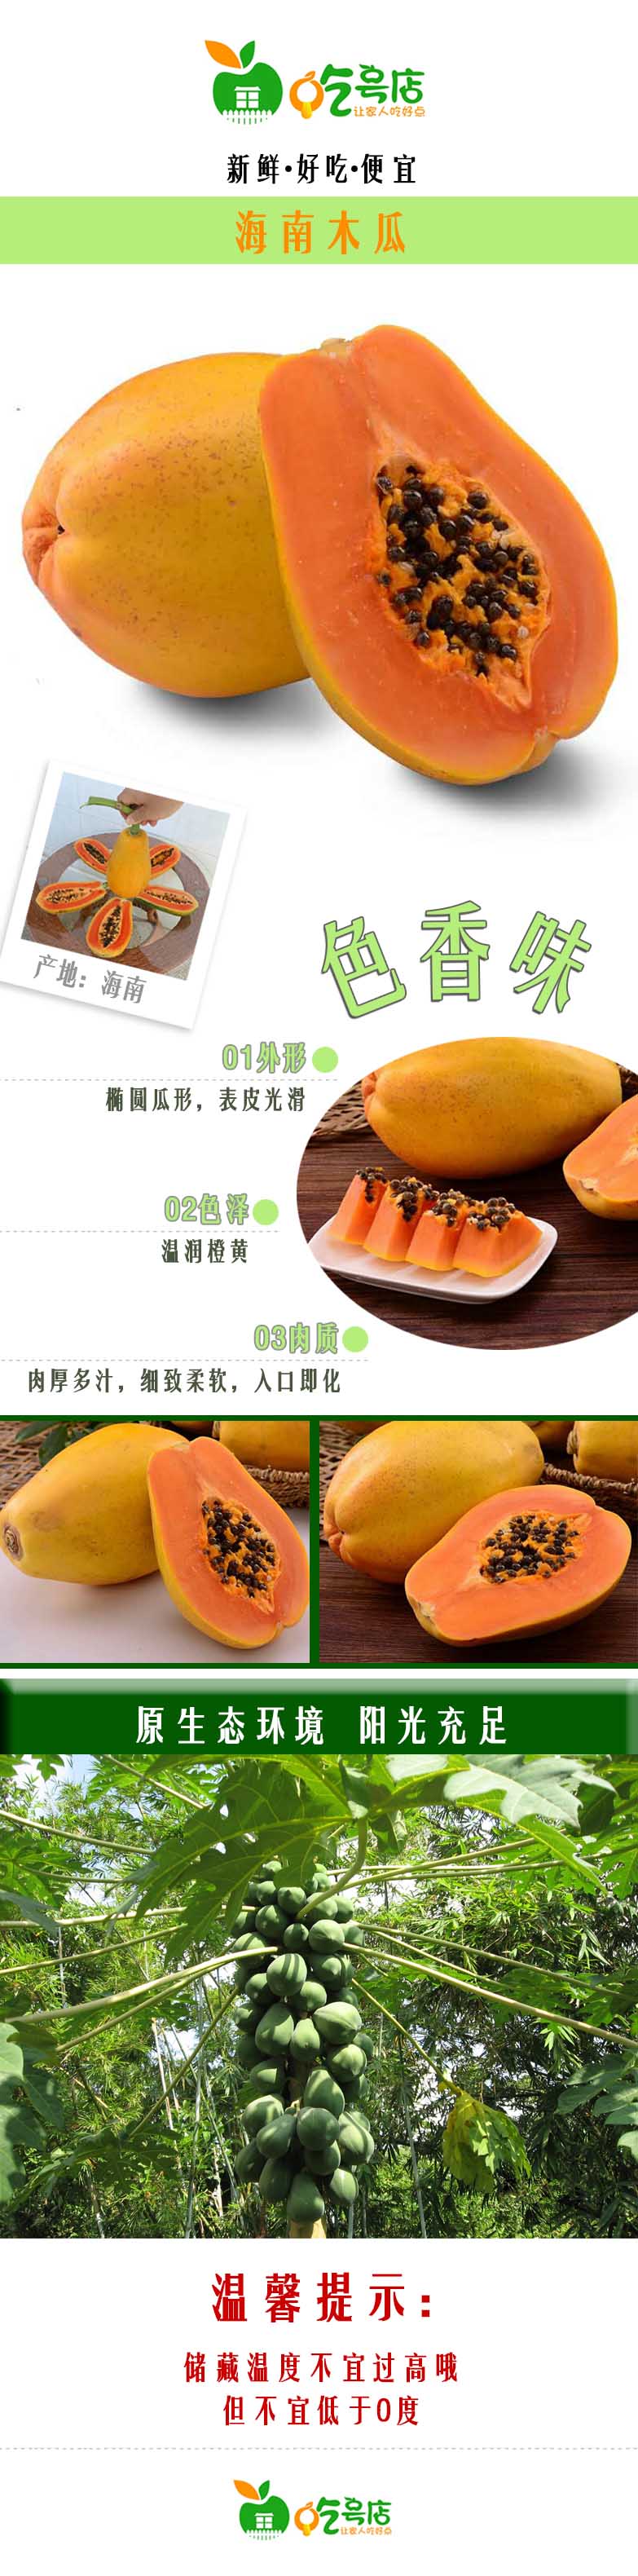 吃号店
让家人吃好点
新鲜·好吃·便宜
海南木瓜
产地：海南
色香味
01外形
椭圆瓜形，表皮光滑
02色泽
温润橙黄
03肉质
肉厚多汁，细致柔软，入口即化
原生态环境 阳光充足
温馨提示：
储藏温度不宜过高哦
但不宜低于0度
吃号店
让家人吃好点